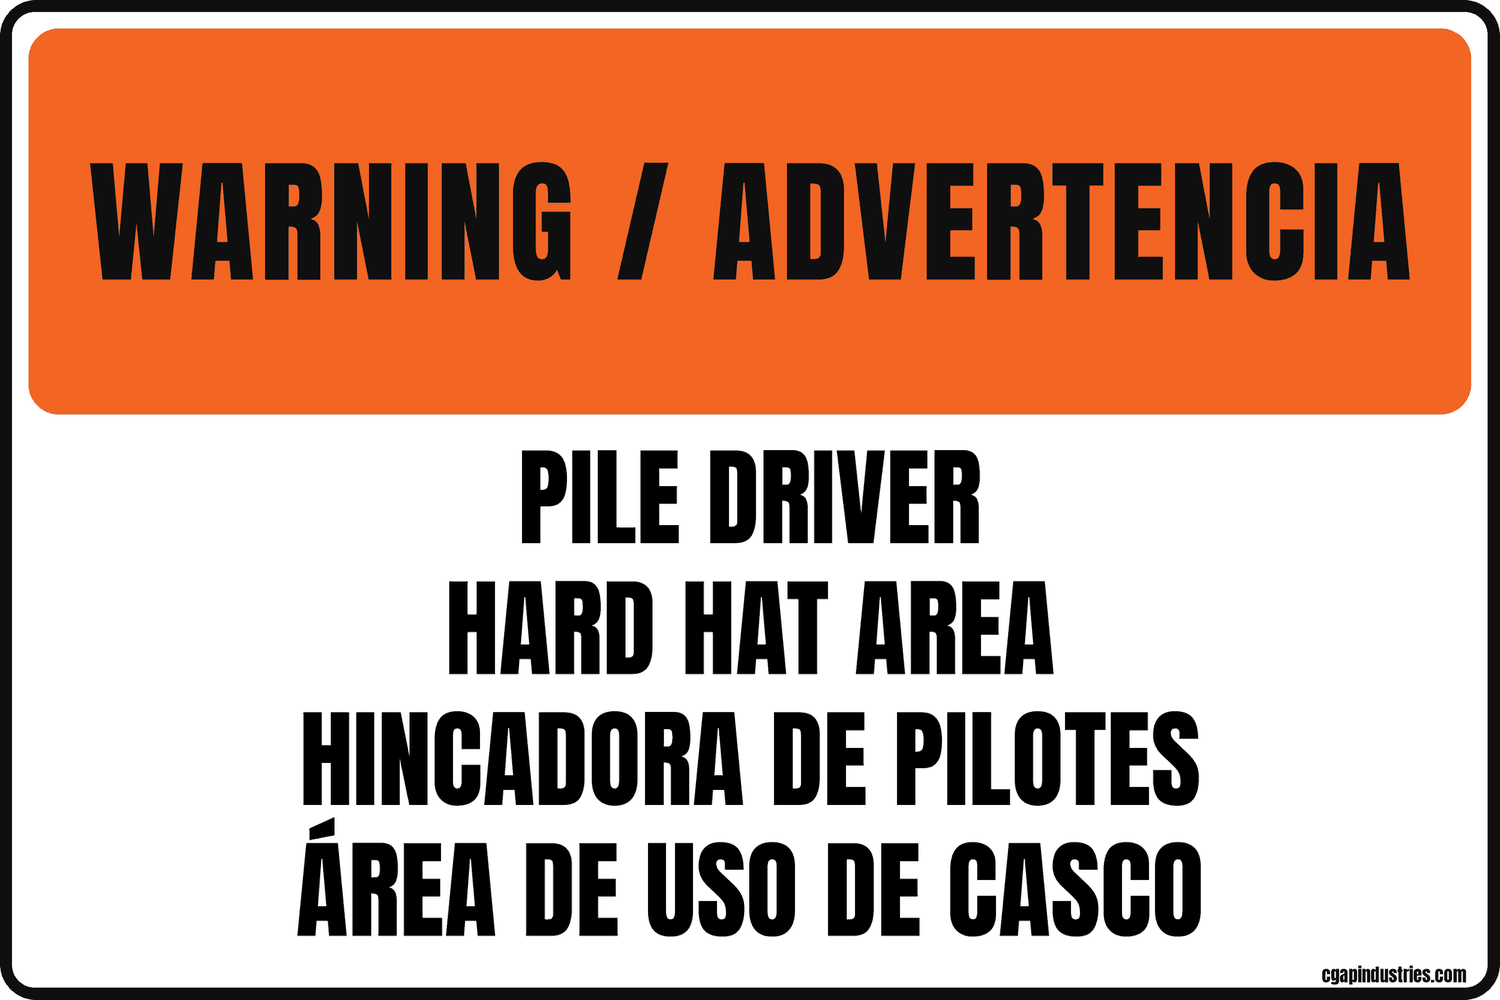 WARNING / ADVERTENCIA
PILE DRIVER
HARD HAT AREA
HINCADORA DE PILOTES
ÁREA DE USO DE CASCO
cgapindustries.com